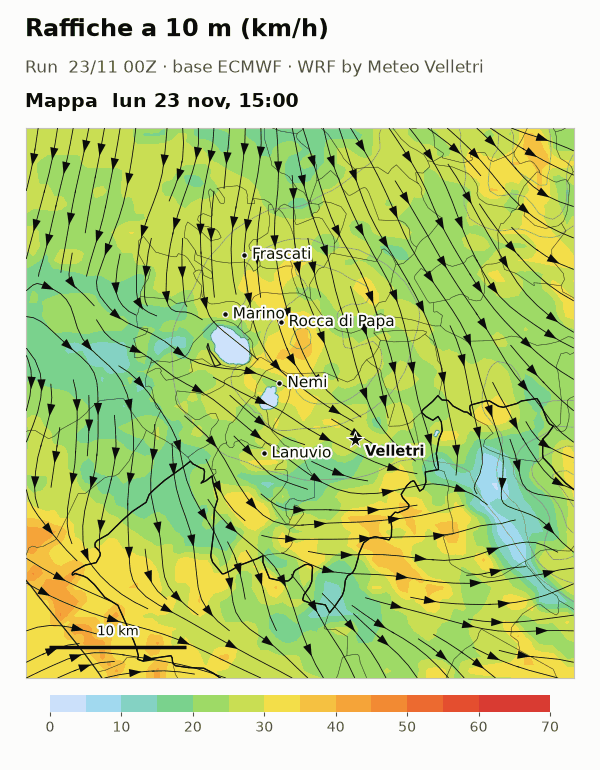 Raffiche a 10 m (km/h)
Run  23/11 00Z · base ECMWF · WRF by Meteo Velletri
Mappa  lun 23 nov, 15:00
Frascati
Marino
Rocca di Papa
Nemi
Velletri
Lanuvio
10 km
0 10 20 30 40 50 60 70